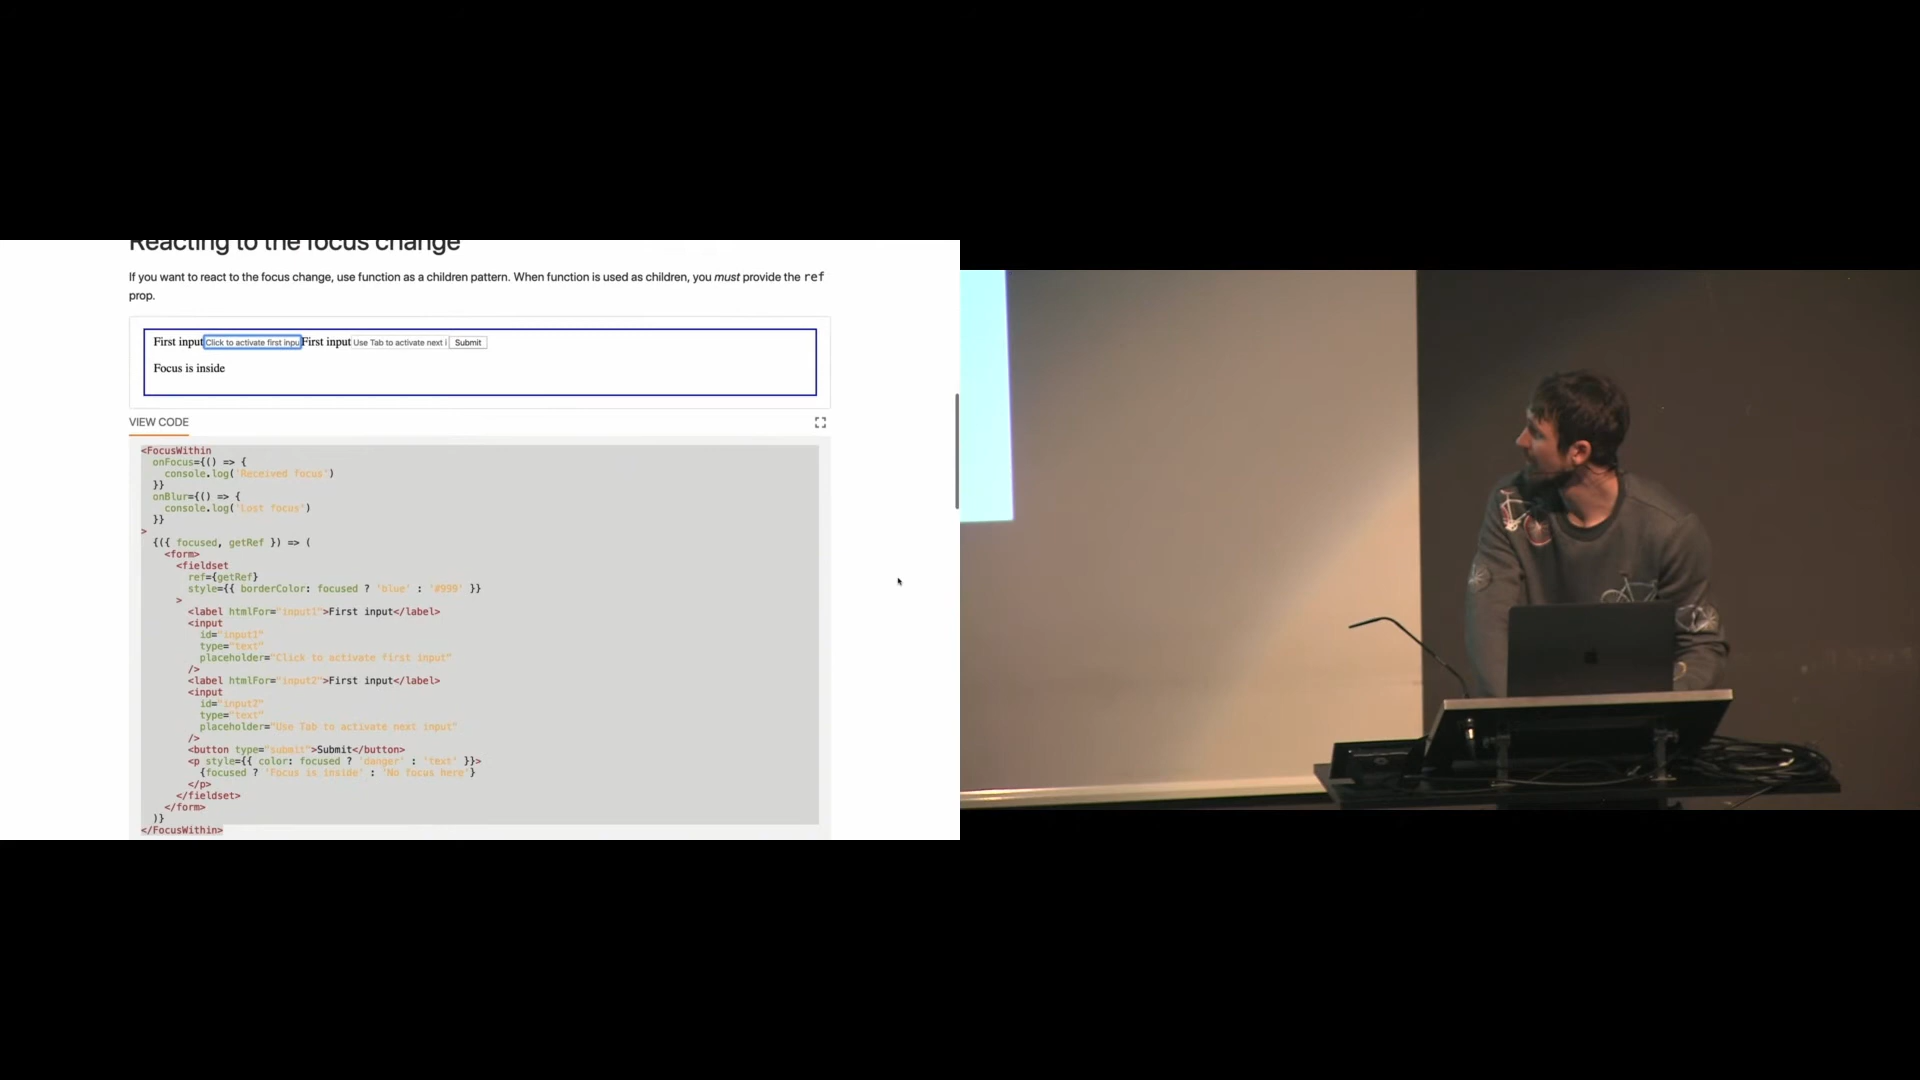 Reacting to the focus change
If you want to react to the focus change, use function as a children pattern. When function is used as children, you must provide the ref
prop.
First input Click to activate first inpu First input Use Tab to activate next i Submit
Focus is inside
VIEW CODE
<FocusWithin
onFocus={() => {
console.log('Received focus')
}}
onBlur={() => {
console.log('Lost focus')
}}
>
{({ focused, getRef }) => (
<form>
<fieldset
ref={getRef}
style={{ borderColor: focused ? 'blue' : '#999' }}
>
<label htmlFor="input1">First input</label>
<input
id="input1"
type="text"
placeholder="Click to activate first input"
/>
<label htmlFor="input2">First input</label>
<input
id="input2"
type="text"
placeholder="Use Tab to activate next input"
/>
<button type="submit">Submit</button>
<p style={{ color: focused ? 'danger' : 'text' }}>
{focused ? 'Focus is inside' : 'No focus here'}
</p>
</fieldset>
</form>
)}
</FocusWithin>